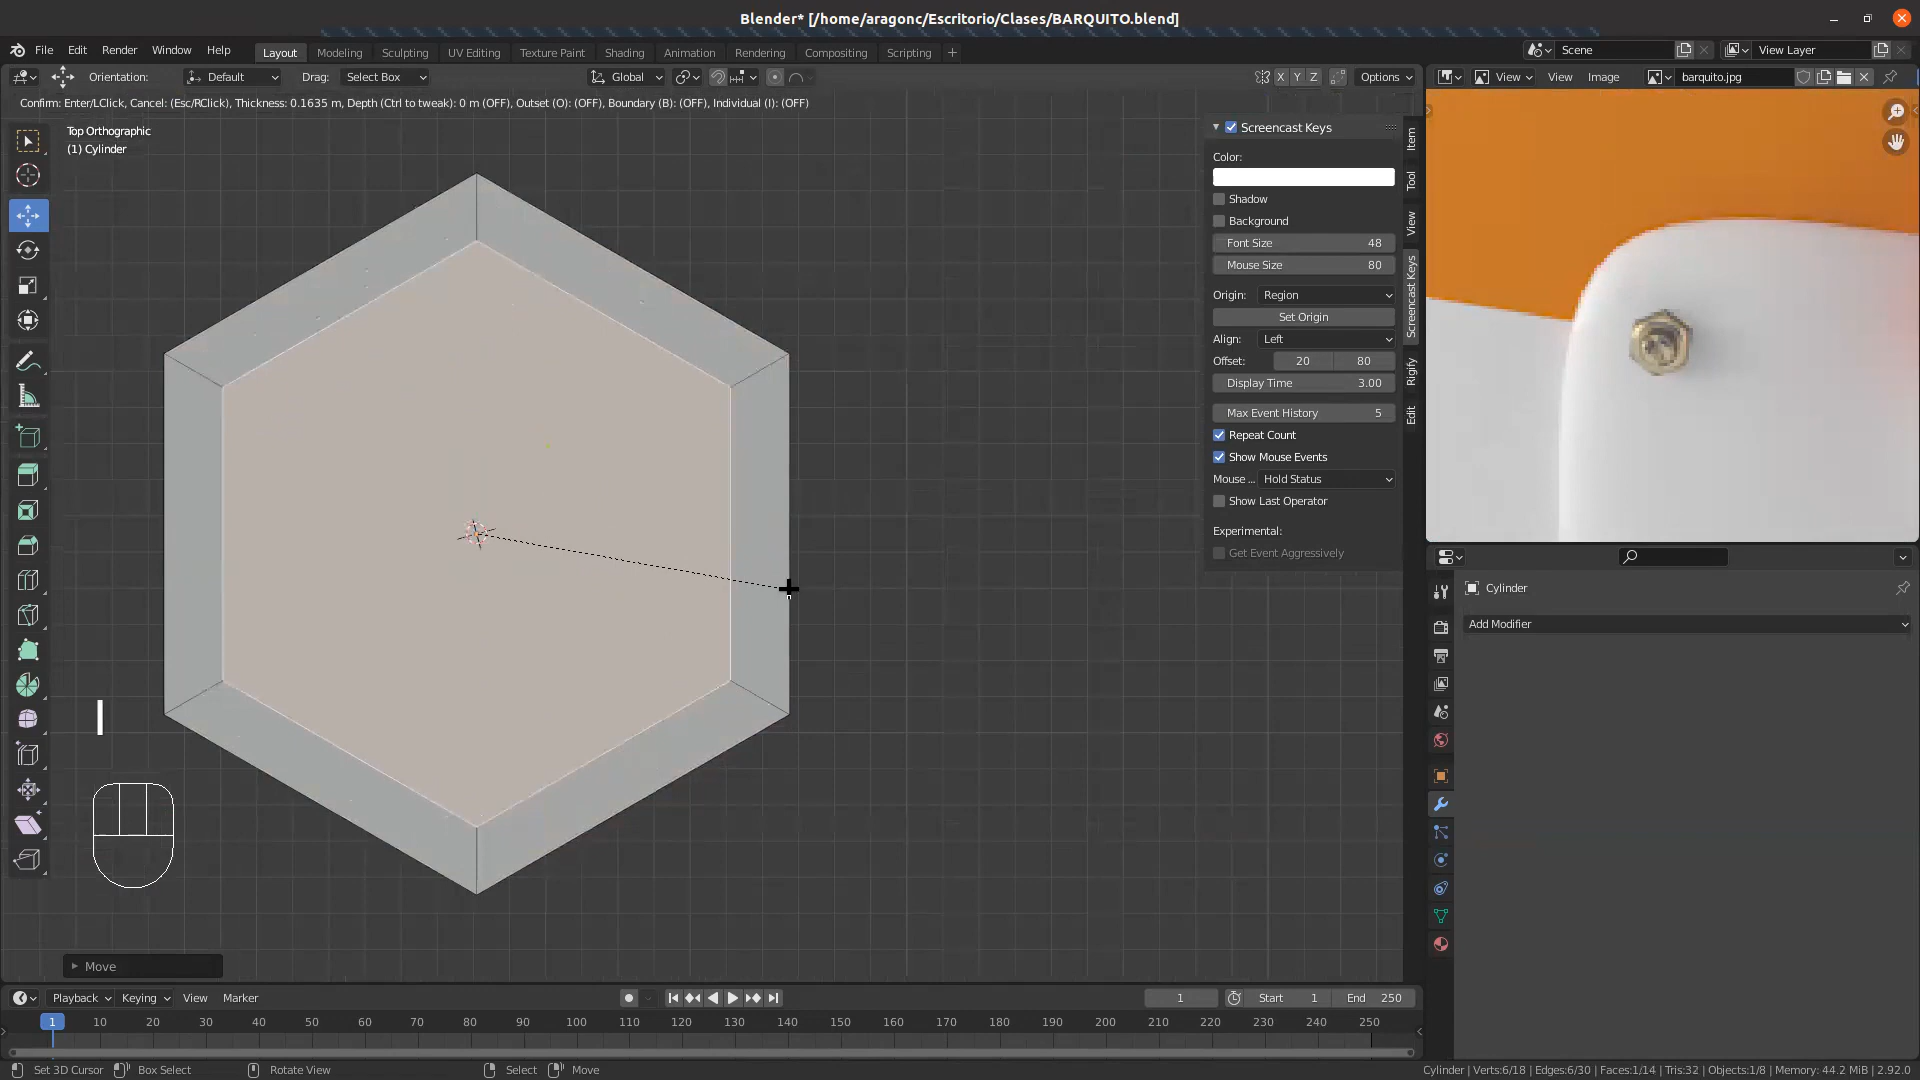 Blender* [/home/aragonc/Escritorio/Clases/BARQUITO.blend]
File Edit Render Window Help
Layout Modeling Sculpting UV Editing Texture Paint Shading Animation Rendering Compositing Scripting +
Scene
View Layer
Orientation: Default Drag: Select Box
Global
X Y Z Options
View View Image barquito.jpg
Confirm: Enter/LClick, Cancel: (Esc/RClick), Thickness: 0.1635 m, Depth (Ctrl to tweak): 0 m (OFF), Outset (O): (OFF), Boundary (B): (OFF), Individual (I): (OFF)
Top Orthographic
(1) Cylinder
Screencast Keys
Color:
Shadow
Background
Font Size 48
Mouse Size 80
Origin: Region
Set Origin
Align: Left
Offset: 20 80
Display Time 3.00
Max Event History 5
Repeat Count
Show Mouse Events
Mouse ... Hold Status
Show Last Operator
Experimental:
Get Event Aggressively
Item
Tool
View
Screencast Keys
Rigify
Edit
Cylinder
Add Modifier
I
Move
Playback Keying View Marker
1 Start 1 End 250
1 10 20 30 40 50 60 70 80 90 100 110 120 130 140 150 160 170 180 190 200 210 220 230 240 250
Set 3D Cursor Box Select Rotate View Select Move
Cylinder | Verts:6/18 | Edges:6/30 | Faces:1/14 | Tris:32 | Objects:1/8 | Memory: 44.2 MiB | 2.92.0